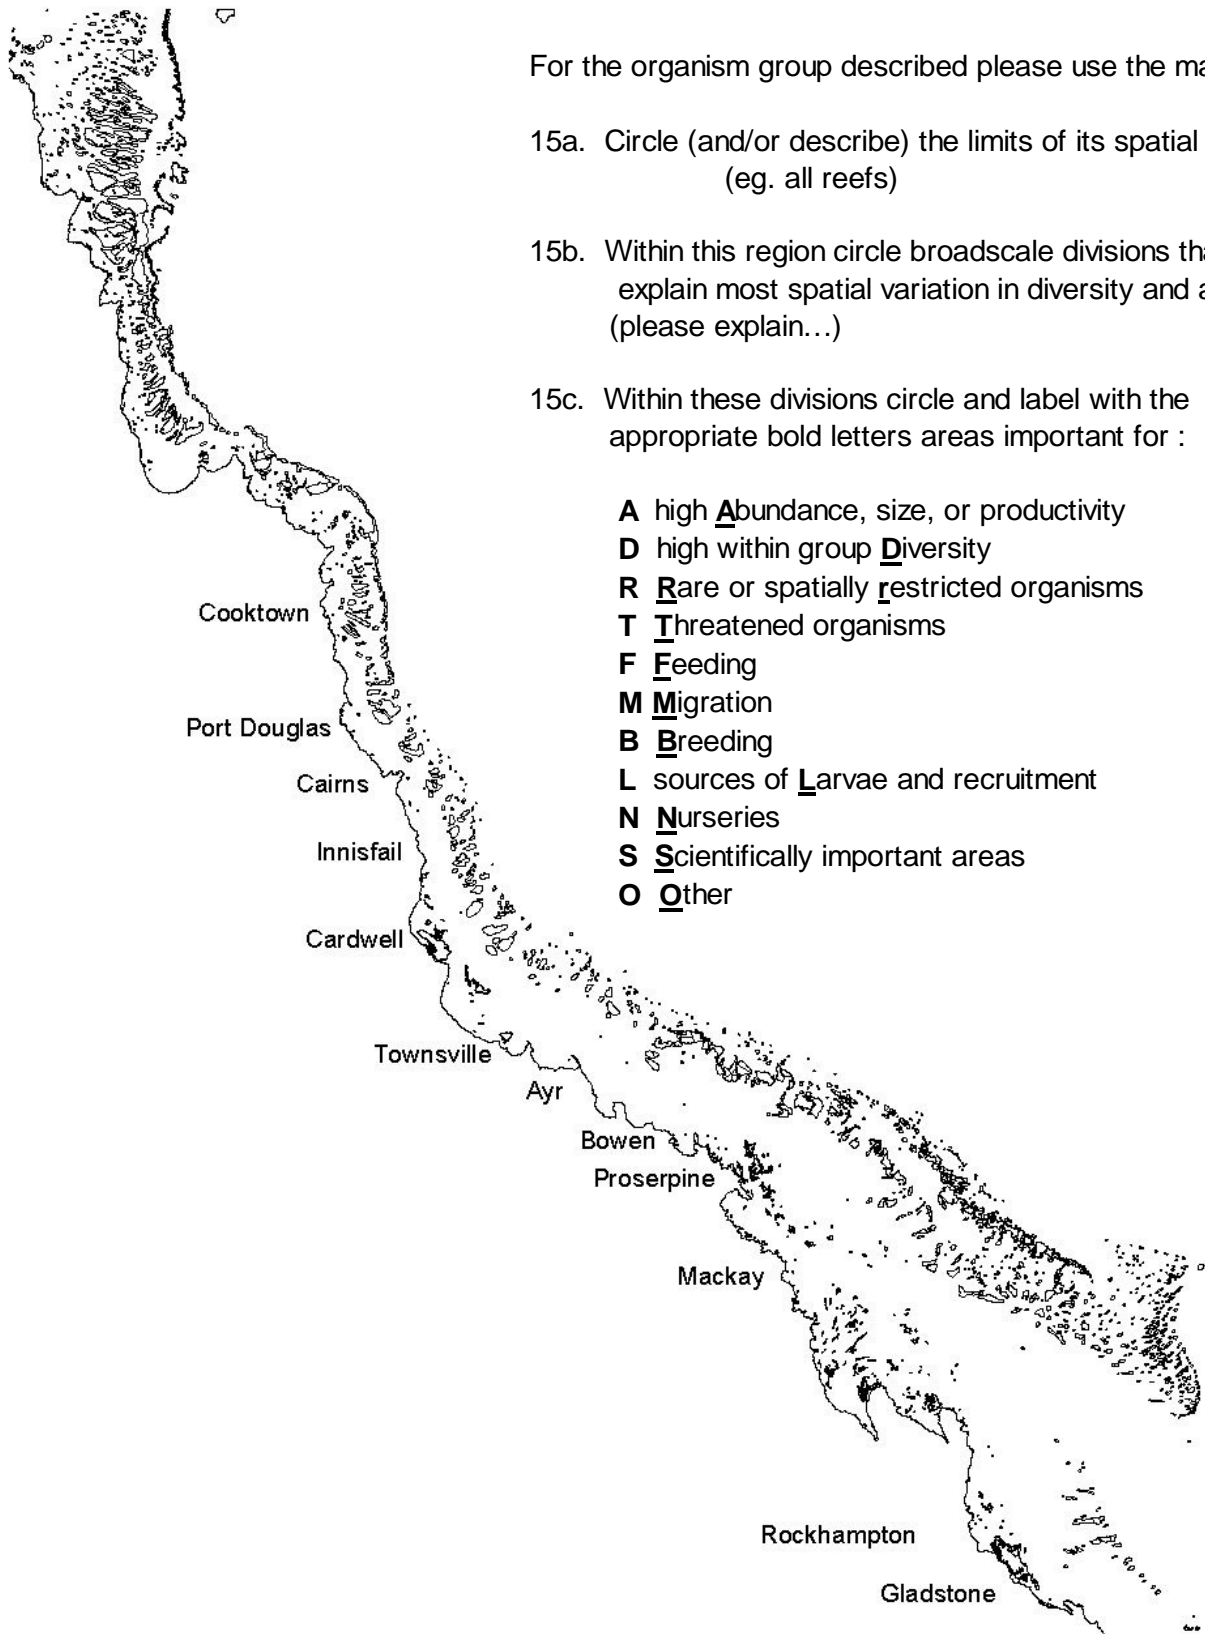 For the organism group described please use the
15a. Circle (and/or describe) the limits of its spatial
(eg. all reefs)
15b. Within this region circle broadscale divisions
explain most spatial variation in diversity and
(please explain…)
15c. Within these divisions circle and label with the
appropriate bold letters areas important for :
A high Abundance, size, or productivity
D high within group Diversity
R Rare or spatially restricted organisms
T Threatened organisms
F Feeding
M Migration
B Breeding
L sources of Larvae and recruitment
N Nurseries
S Scientifically important areas
O Other
Cooktown
Port Douglas
Cairns
Innisfail
Cardwell
Townsville
Ayr
Bowen
Proserpine
Mackay
Rockhampton
Gladstone